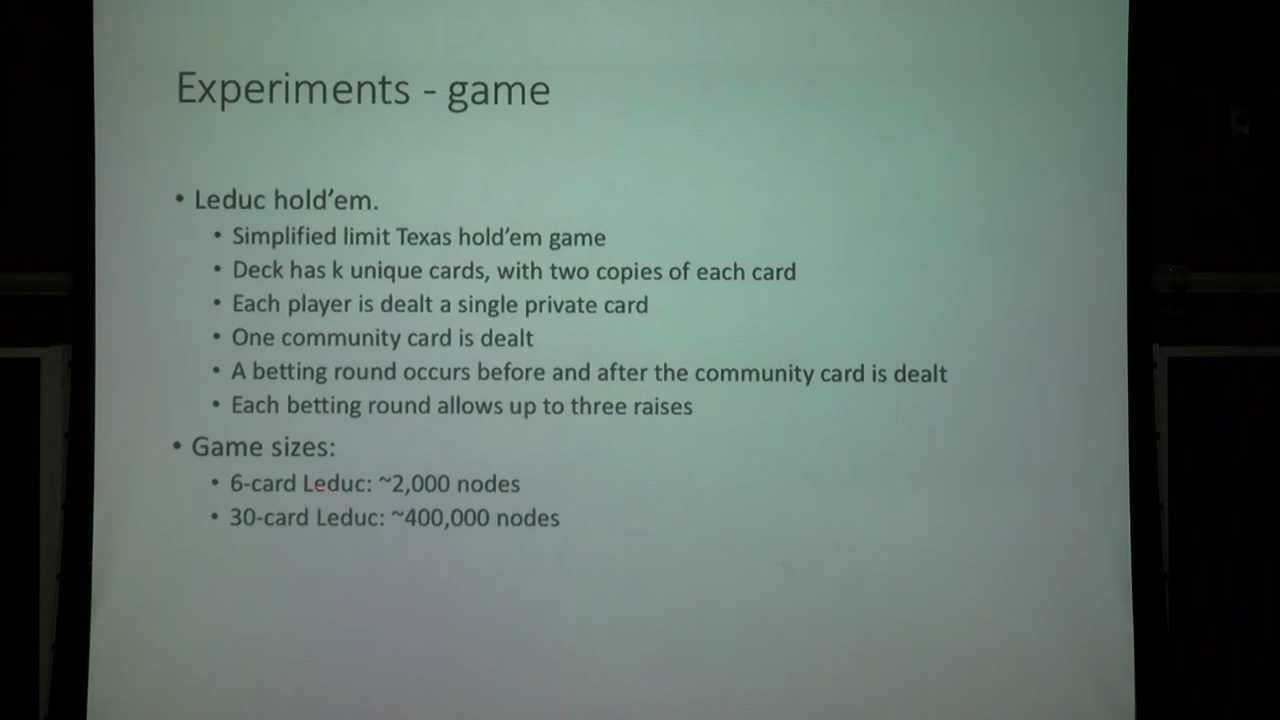 Experiments - game
• Leduc hold’em.
• Simplified limit Texas hold’em game
• Deck has k unique cards, with two copies of each card
• Each player is dealt a single private card
• One community card is dealt
• A betting round occurs before and after the community card is dealt
• Each betting round allows up to three raises
• Game sizes:
• 6-card Leduc: ~2,000 nodes
• 30-card Leduc: ~400,000 nodes